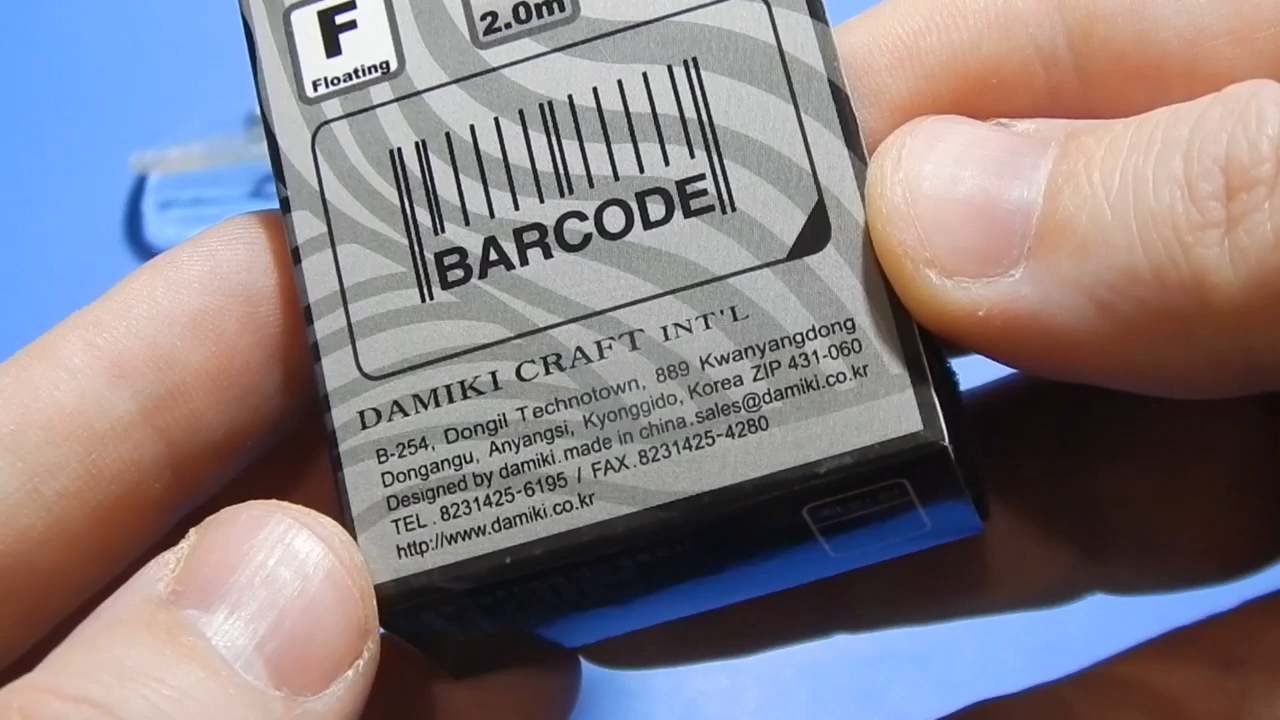 F
Floating
2.0m
BARCODE
DAMIKI CRAFT INT'L
B-254, Dongil Technotown, 889 Kwanyangdong
Dongangu, Anyangsi, Kyonggido, Korea ZIP 431-060
Designed by damiki.made in china.sales@damiki.co.kr
TEL . 8231425-6195 / FAX.8231425-4280
http://www.damiki.co.kr